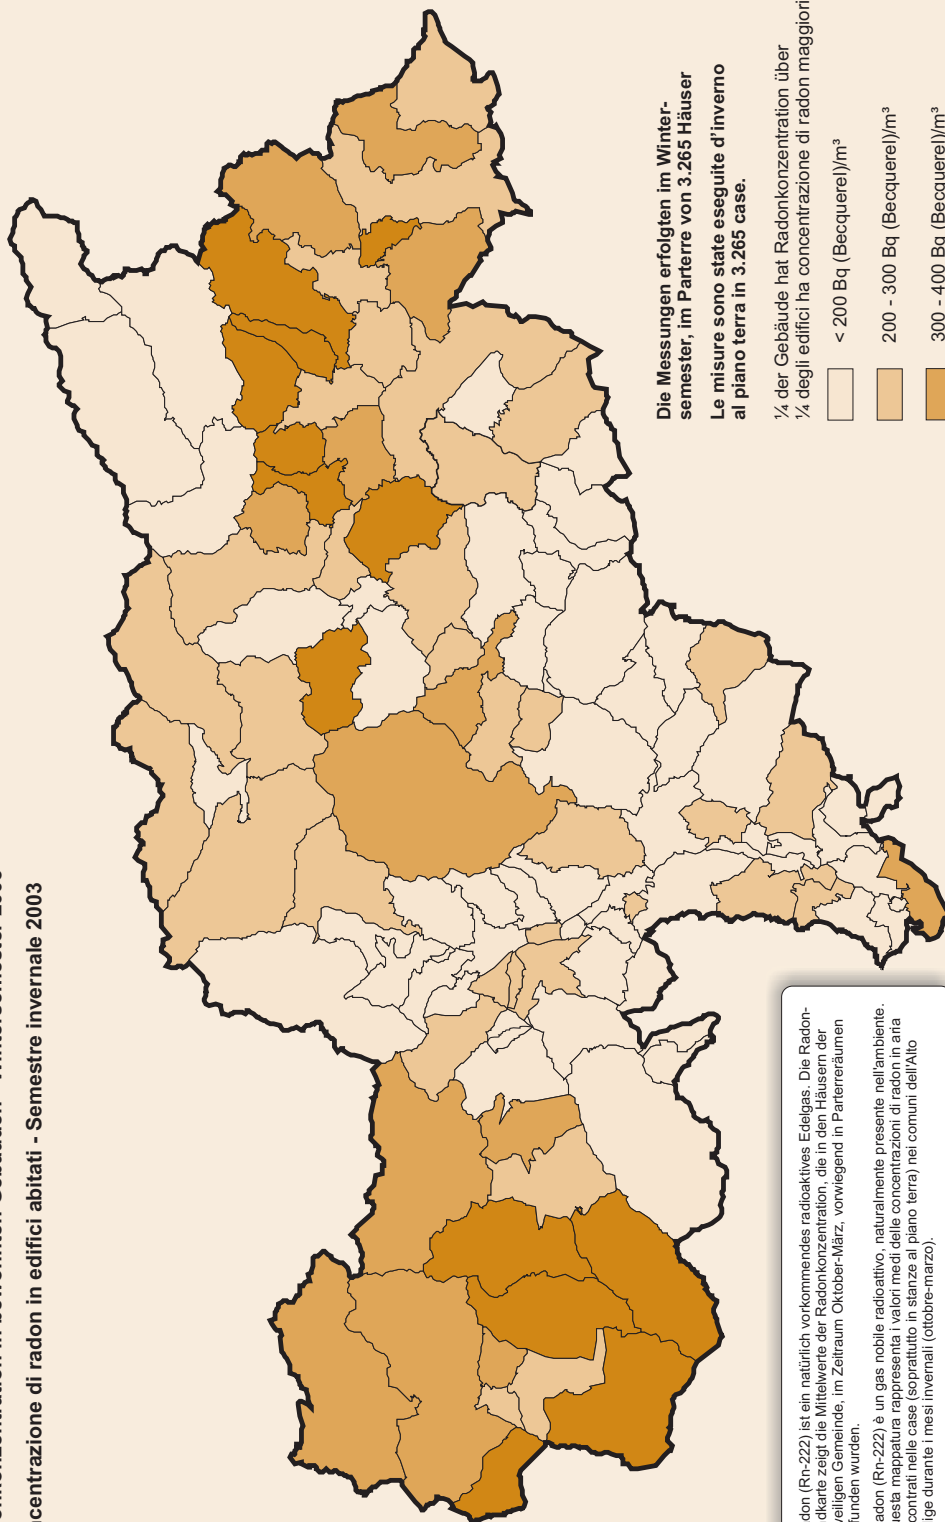 in bewohnten Gebäuden - Wintersemester 2003
concentrazione di radon in edifici abitati - Semestre invernale 2003
Die Messungen erfolgten im Winter-
semester, im Parterre von 3.265 Häuser
Le misure sono state eseguite d'inverno
al piano terra in 3.265 case.
¼ der Gebäude hat Radonkonzentration über
¼ degli edifici ha concentrazione di radon maggiori
< 200 Bq (Becquerel)/m³
200 - 300 Bq (Becquerel)/m³
300 - 400 Bq (Becquerel)/m³
don (Rn-222) ist ein natürlich vorkommendes radioaktives Edelgas. Die Radon-
dkarte zeigt die Mittelwerte der Radonkonzentration, die in den Häusern der
veiligen Gemeinde, im Zeitraum Oktober-März, vorwiegend in Parterreräumen
funden wurden.
adon (Rn-222) è un gas nobile radioattivo, naturalmente presente nell'ambiente.
esta mappatura rappresenta i valori medi delle concentrazioni di radon in aria
contrati nelle case (soprattutto in stanze al piano terra) nei comuni dell'Alto
ige durante i mesi invernali (ottobre-marzo).